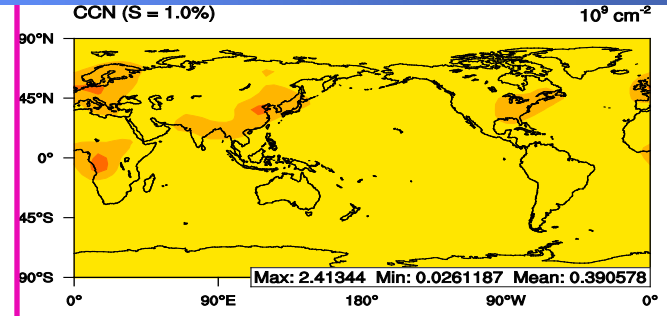 CCN (S = 1.0%) 10⁹ cm⁻²
90°N
45°N
0°
45°S
90°S
Max: 2.41344 Min: 0.0261187 Mean: 0.390578
0° 90°E 180° 90°W 0°